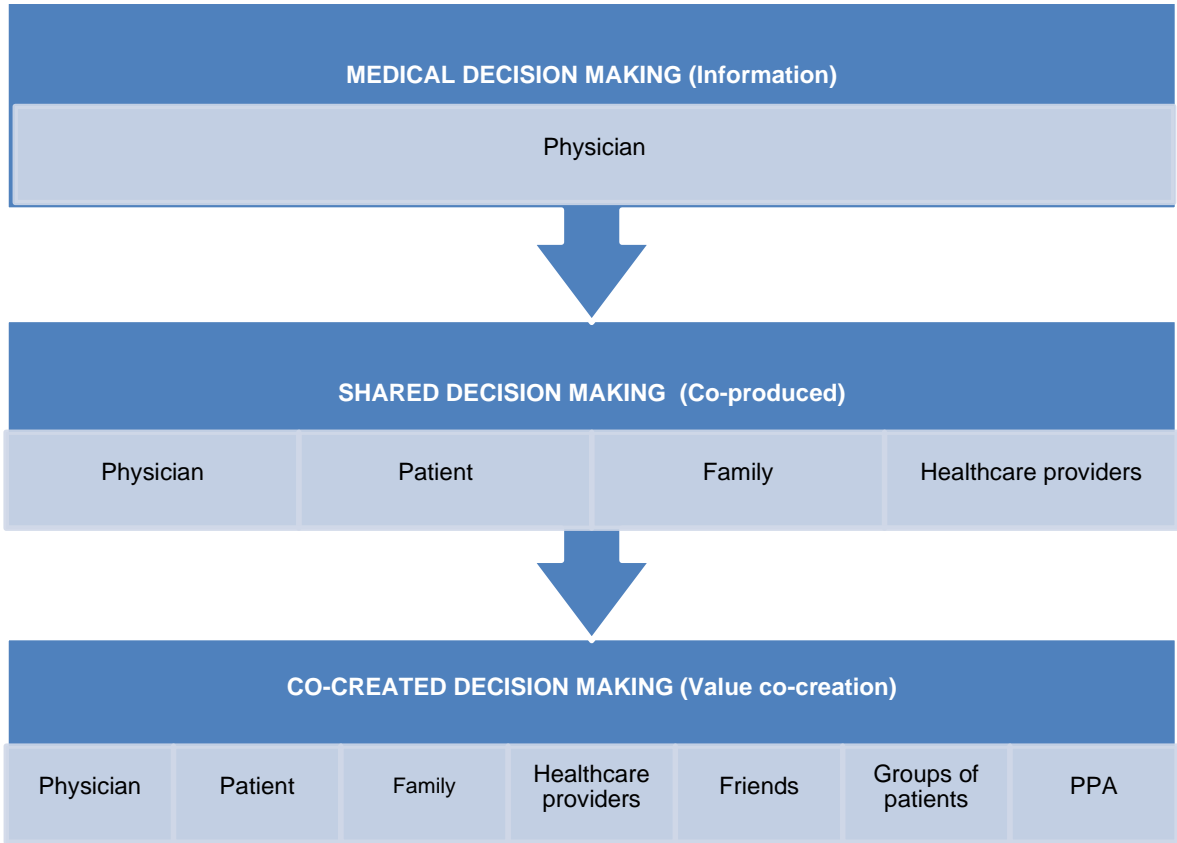 MEDICAL DECISION MAKING (Information)
Physician
SHARED DECISION MAKING  (Co-produced)
Physician
Patient
Family
Healthcare providers
CO-CREATED DECISION MAKING (Value co-creation)
Physician
Patient
Family
Healthcare
providers
Friends
Groups of
patients
PPA